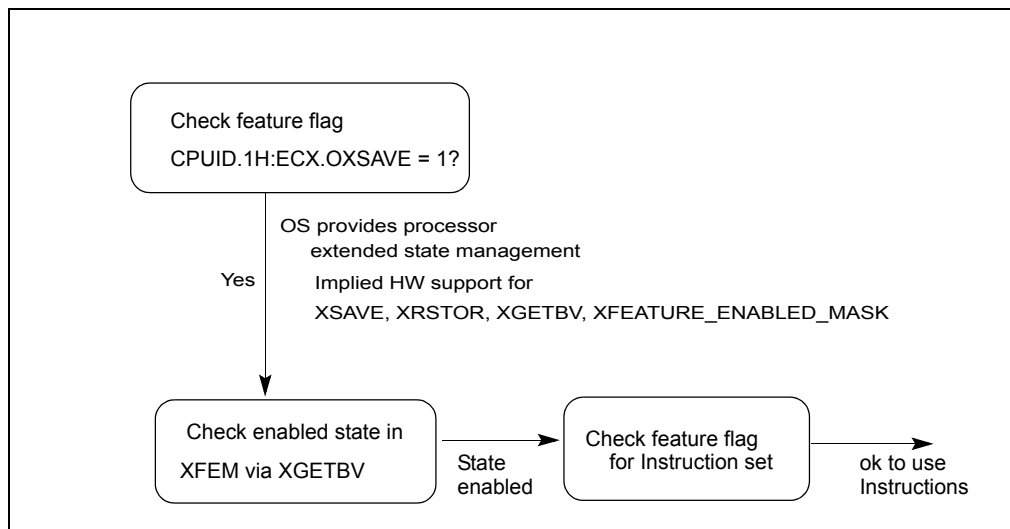 Check feature flag
CPUID.1H:ECX.OXSAVE = 1?
OS provides processor
extended state management
Yes
Implied HW support for
XSAVE, XRSTOR, XGETBV, XFEATURE_ENABLED_MASK
Check enabled state in
XFEM via XGETBV
State
enabled
Check feature flag
for Instruction set
ok to use
Instructions